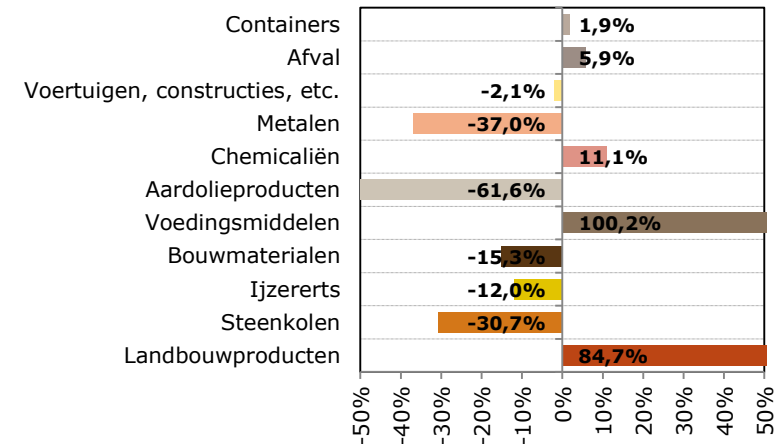 Containers 1,9%
Afval 5,9%
Voertuigen, constructies, etc. -2,1%
Metalen -37,0%
Chemicaliën 11,1%
Aardolieproducten -61,6%
Voedingsmiddelen 100,2%
Bouwmaterialen -15,3%
Ijzererts -12,0%
Steenkolen -30,7%
Landbouwproducten 84,7%
-50% -40% -30% -20% -10% 0% 10% 20% 30% 40% 50%